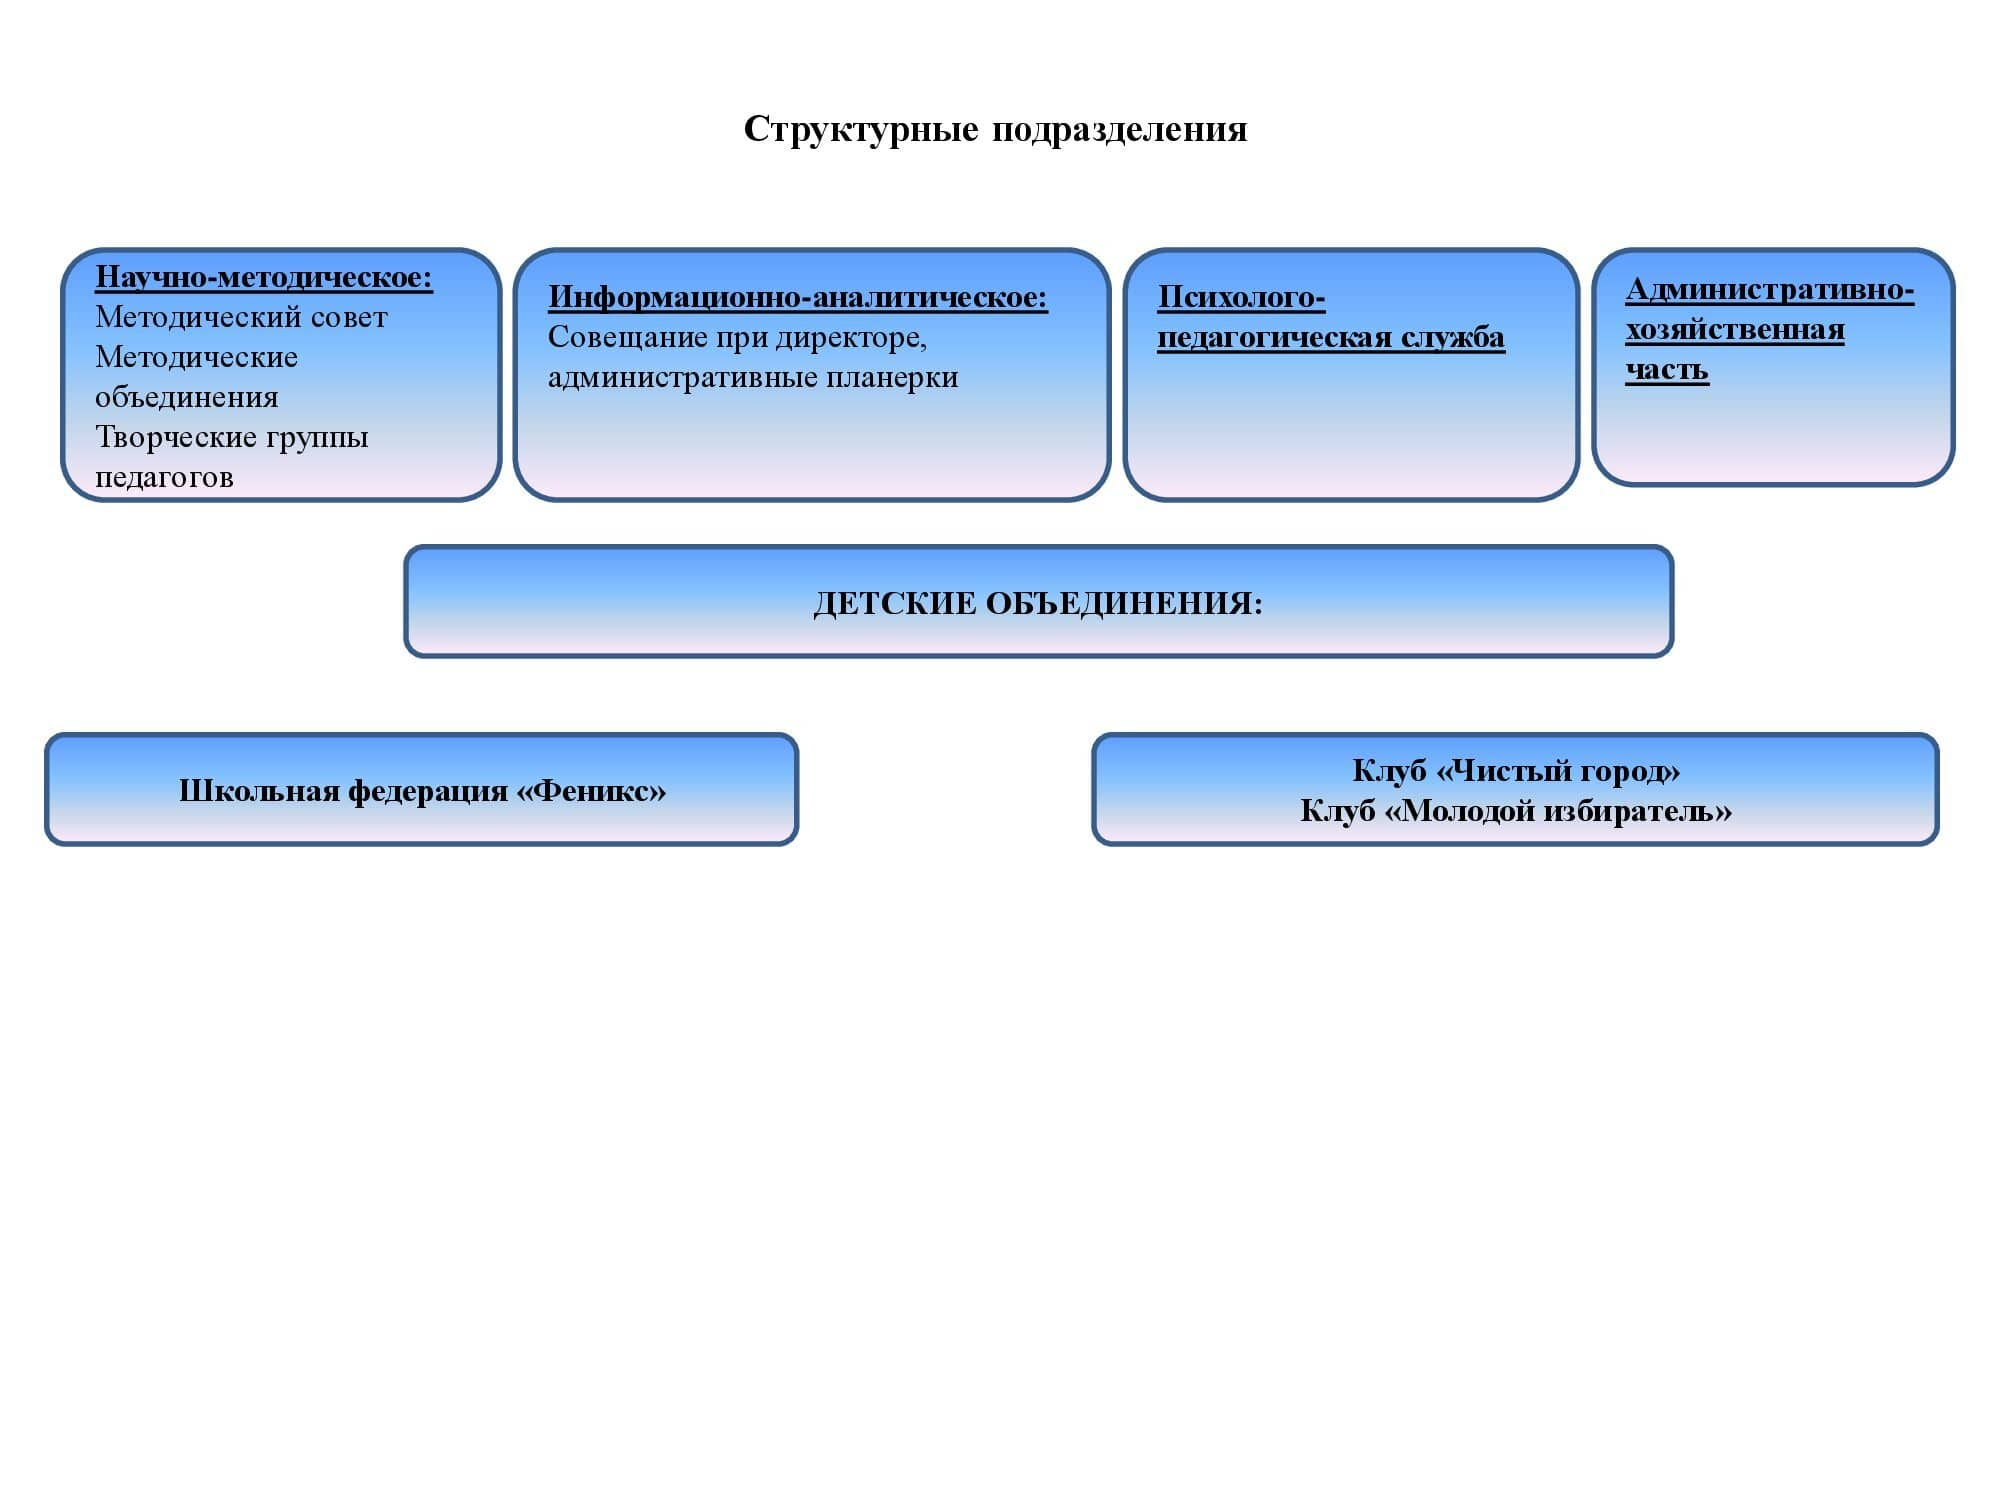 Структурные подразделения
Научно-методическое:
Методический совет
Методические
объединения
Творческие группы
педагогов
Информационно-аналитическое:
Совещание при директоре,
административные планерки
Психолого-
педагогическая служба
Административно-
хозяйственная
часть
ДЕТСКИЕ ОБЪЕДИНЕНИЯ:
Школьная федерация «Феникс»
Клуб «Чистый город»
Клуб «Молодой избиратель»